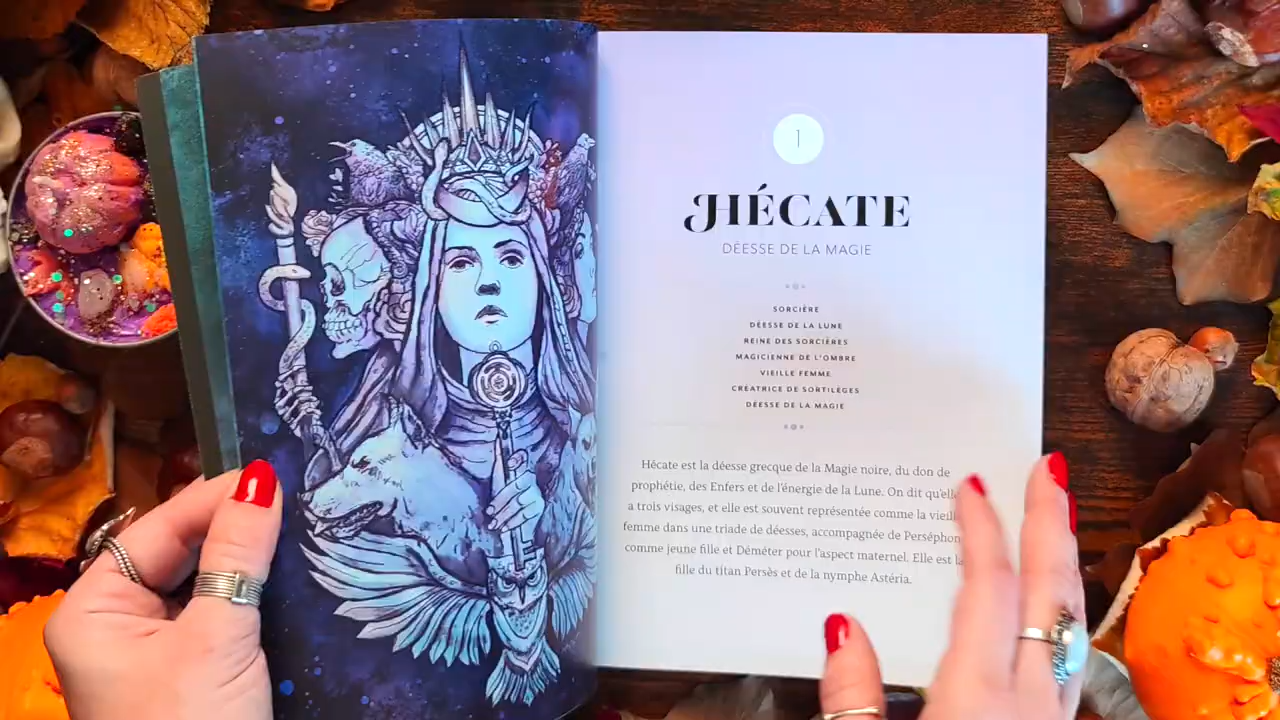 1
HÉCATE
DÉESSE DE LA MAGIE
SORCIÈRE
DÉESSE DE LA LUNE
REINE DES SORCIÈRES
MAGICIENNE DE L'OMBRE
VIEILLE FEMME
CRÉATRICE DE SORTILÈGES
DÉESSE DE LA MAGIE
Hécate est la déesse grecque de la Magie noire, du don de
prophétie, des Enfers et de l'énergie de la Lune. On dit qu'elle
a trois visages, et elle est souvent représentée comme la
femme dans une triade de déesses, accompagnée de
comme jeune fille et Déméter pour l'aspect maternel. Elle est la
fille du titan Persès et de la nymphe Astéria.